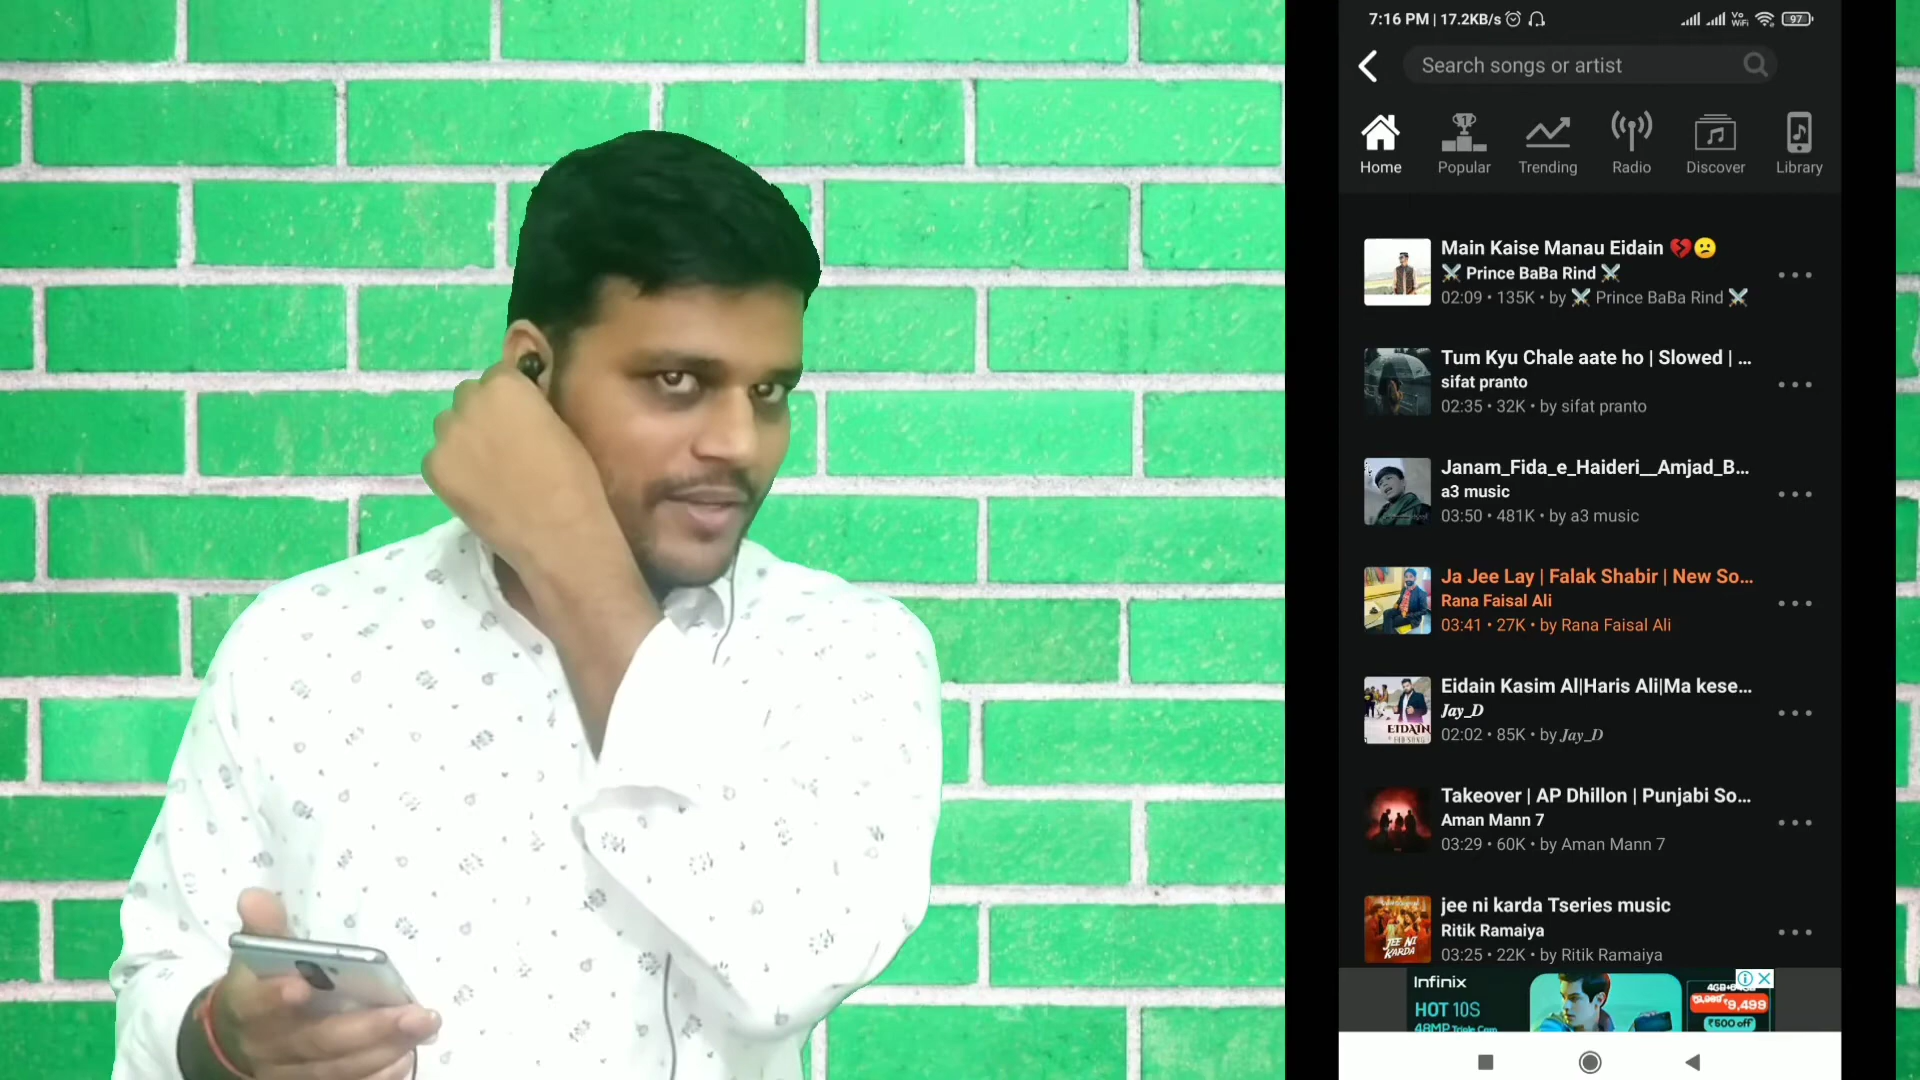 7:16 PM | 17.2KB/s
Vo
WiFi
97
Search songs or artist
Home
Popular
Trending
Radio
Discover
Library
Main Kaise Manau Eidain 💔😕
⚔️ Prince BaBa Rind ⚔️
02:09 • 135K • by ⚔️ Prince BaBa Rind ⚔️
Tum Kyu Chale aate ho | Slowed | ...
sifat pranto
02:35 • 32K • by sifat pranto
Janam_Fida_e_Haideri__Amjad_B...
a3 music
03:50 • 481K • by a3 music
Ja Jee Lay | Falak Shabir | New So...
Rana Faisal Ali
03:41 • 27K • by Rana Faisal Ali
EIDAIN
Eidain Kasim Al|Haris Ali|Ma kese...
Jay_D
02:02 • 85K • by Jay_D
Takeover | AP Dhillon | Punjabi So...
Aman Mann 7
03:29 • 60K • by Aman Mann 7
JEE NI
KARDA
jee ni karda Tseries music
Ritik Ramaiya
03:25 • 22K • by Ritik Ramaiya
Infinix
HOT 10S
48MP Triple Cam
₹9,499
₹500 off